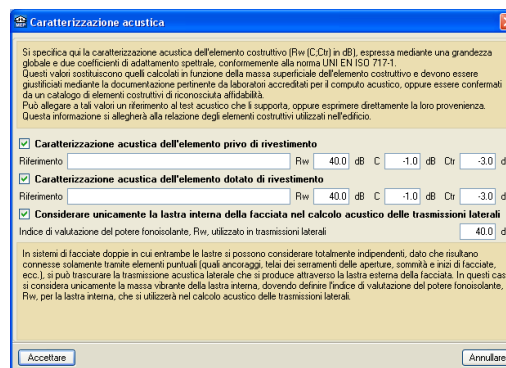 Caratterizzazione acustica
Si specifica qui la caratterizzazione acustica dell'elemento costruttivo (Rw (C;Ctr) in dB), espressa mediante una grandezza
globale e due coefficienti di adattamento spettrale, conformemente alla norma UNI EN ISO 717-1.
Questi valori sostituiscono quelli calcolati in funzione della massa superficiale dell'elemento costruttivo e devono essere
giustificati mediante la documentazione pertinente da laboratori accreditati per il computo acustico, oppure essere confermati
da un catalogo di elementi costruttivi di riconosciuta affidabilità.
Può allegare a tali valori un riferimento al test acustico che li supporta, oppure esprimere direttamente la loro provenienza.
Questa informazione si allegherà alla relazione degli elementi costruttivi utilizzati nell'edificio.
Caratterizzazione acustica dell'elemento privo di rivestimento
Riferimento Rw 40.0 dB C -1.0 dB Ctr -3.0 d
Caratterizzazione acustica dell'elemento dotato di rivestimento
Riferimento Rw 40.0 dB C -1.0 dB Ctr -3.0 d
Considerare unicamente la lastra interna della facciata nel calcolo acustico delle trasmissioni laterali
Indice di valutazione del potere fonoisolante, Rw, utilizzato in trasmissioni laterali 40.0 d
In sistemi di facciate doppie in cui entrambe le lastre si possono considerare totalmente indipendenti, dato che risultano
connesse solamente tramite elementi puntuali (quali ancoraggi, telai dei serramenti delle aperture, sommità e inizi di facciate,
ecc.), si può trascurare la trasmissione acustica laterale che si produce attraverso la lastra esterna della facciata. In questi cas
si considera unicamente la massa vibrante della lastra interna, dovendo definire l'indice di valutazione del potere fonoisolante,
Rw, per la lastra interna, che si utilizzerà nel calcolo acustico delle trasmissioni laterali.
Accettare Annullare